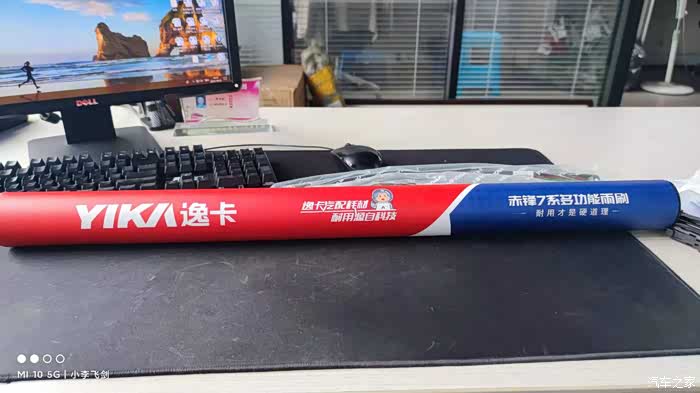 DELL
YIKA逸卡
逸卡汽配耗材
耐用源自科技
赤锋7系多功能雨刷
耐用才是硬道理
MI 10 5G | 小李飞剑
汽车之家